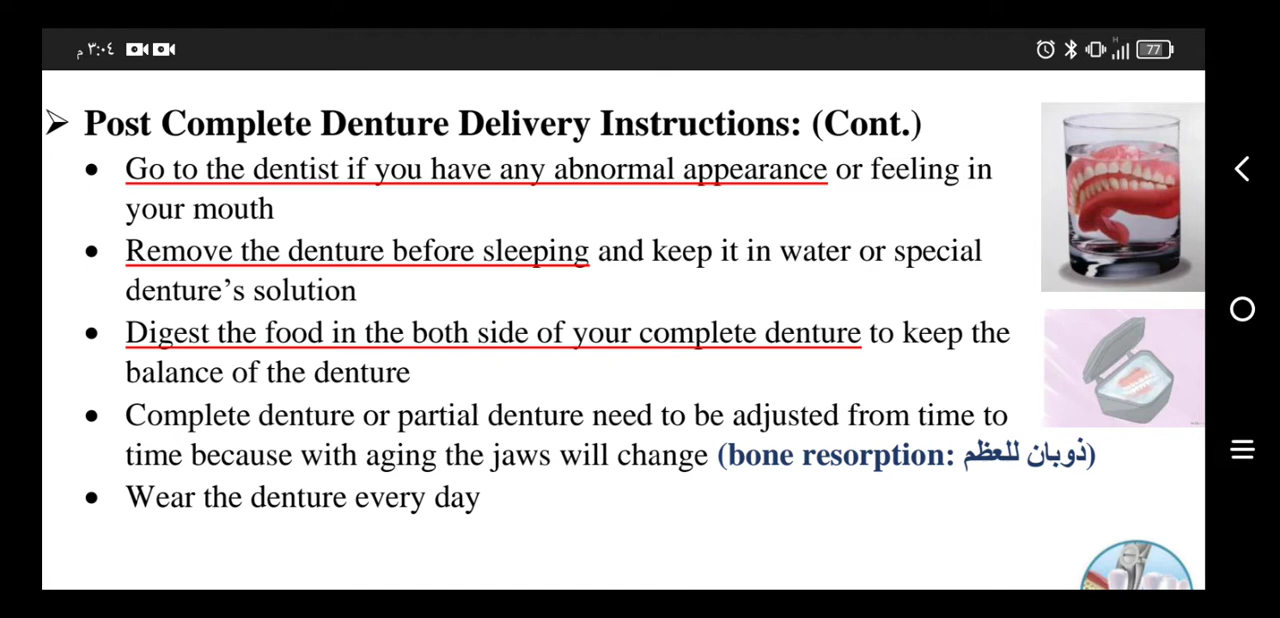 ٣:٠٤ م
H
77
➢ Post Complete Denture Delivery Instructions: (Cont.)
• Go to the dentist if you have any abnormal appearance or feeling in
your mouth
• Remove the denture before sleeping and keep it in water or special
denture’s solution
• Digest the food in the both side of your complete denture to keep the
balance of the denture
• Complete denture or partial denture need to be adjusted from time to
time because with aging the jaws will change (bone resorption: ذوبان للعظم)
• Wear the denture every day